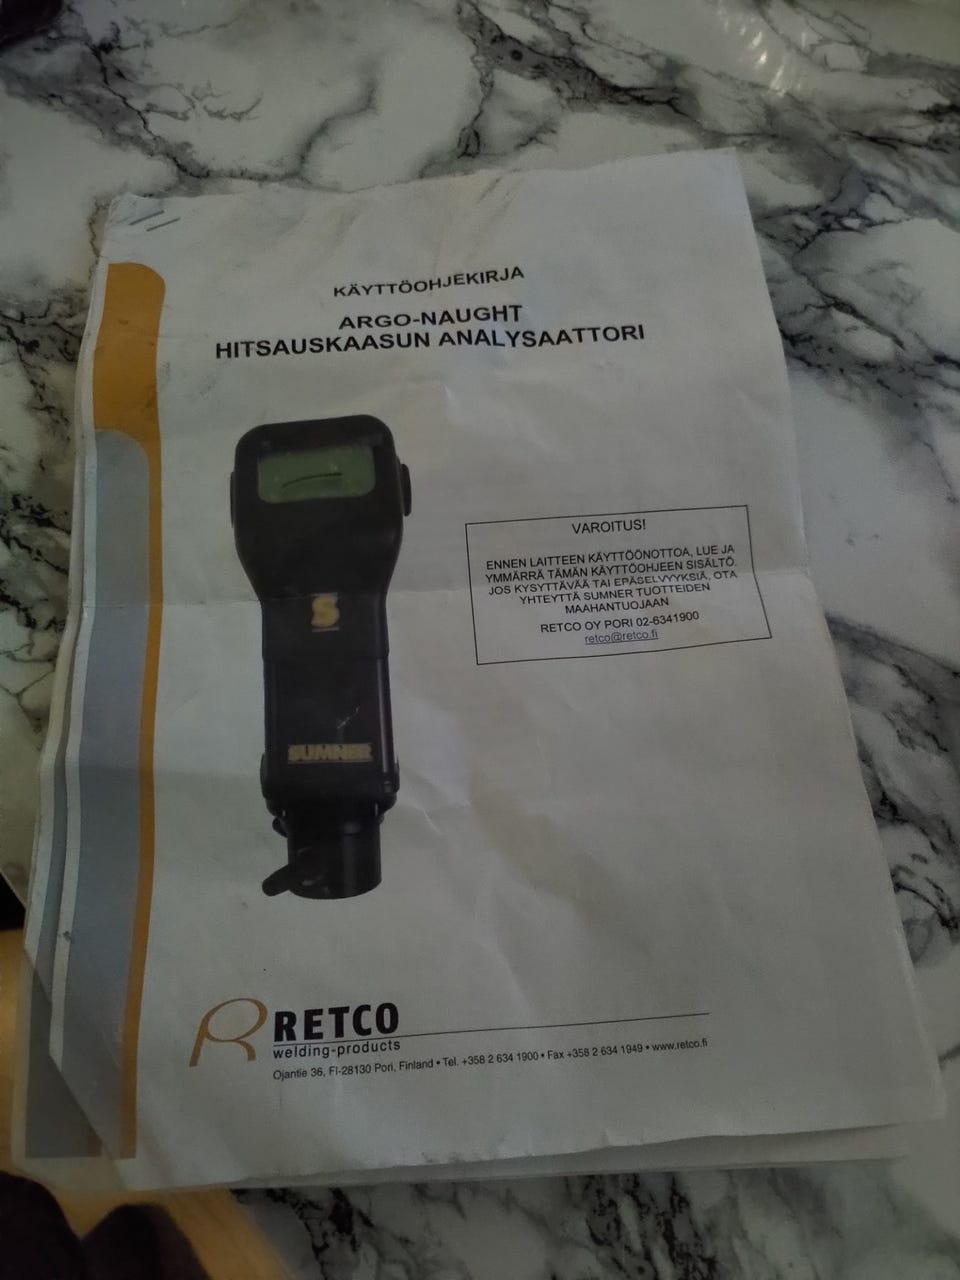 KÄYTTÖOHJEKIRJA
ARGO-NAUGHT
HITSAUSKAASUN ANALYSAATTORI
VAROITUS!
ENNEN LAITTEEN KÄYTTÖÖNOTTOA, LUE JA
YMMÄRRÄ TÄMÄN KÄYTTÖOHJEEN SISÄLTÖ.
JOS KYSYTTÄVÄÄ TAI EPÄSELVYYKSIÄ, OTA
YHTEYTTÄ SUMNER TUOTTEIDEN
MAAHANTUOJAAN
RETCO OY PORI 02-6341900
retco@retco.fi
S
SUMNER
RETCO
welding-products
Ojantie 36, FI-28130 Pori, Finland • Tel. +358 2 634 1900 • Fax +358 2 634 1949 • www.retco.fi